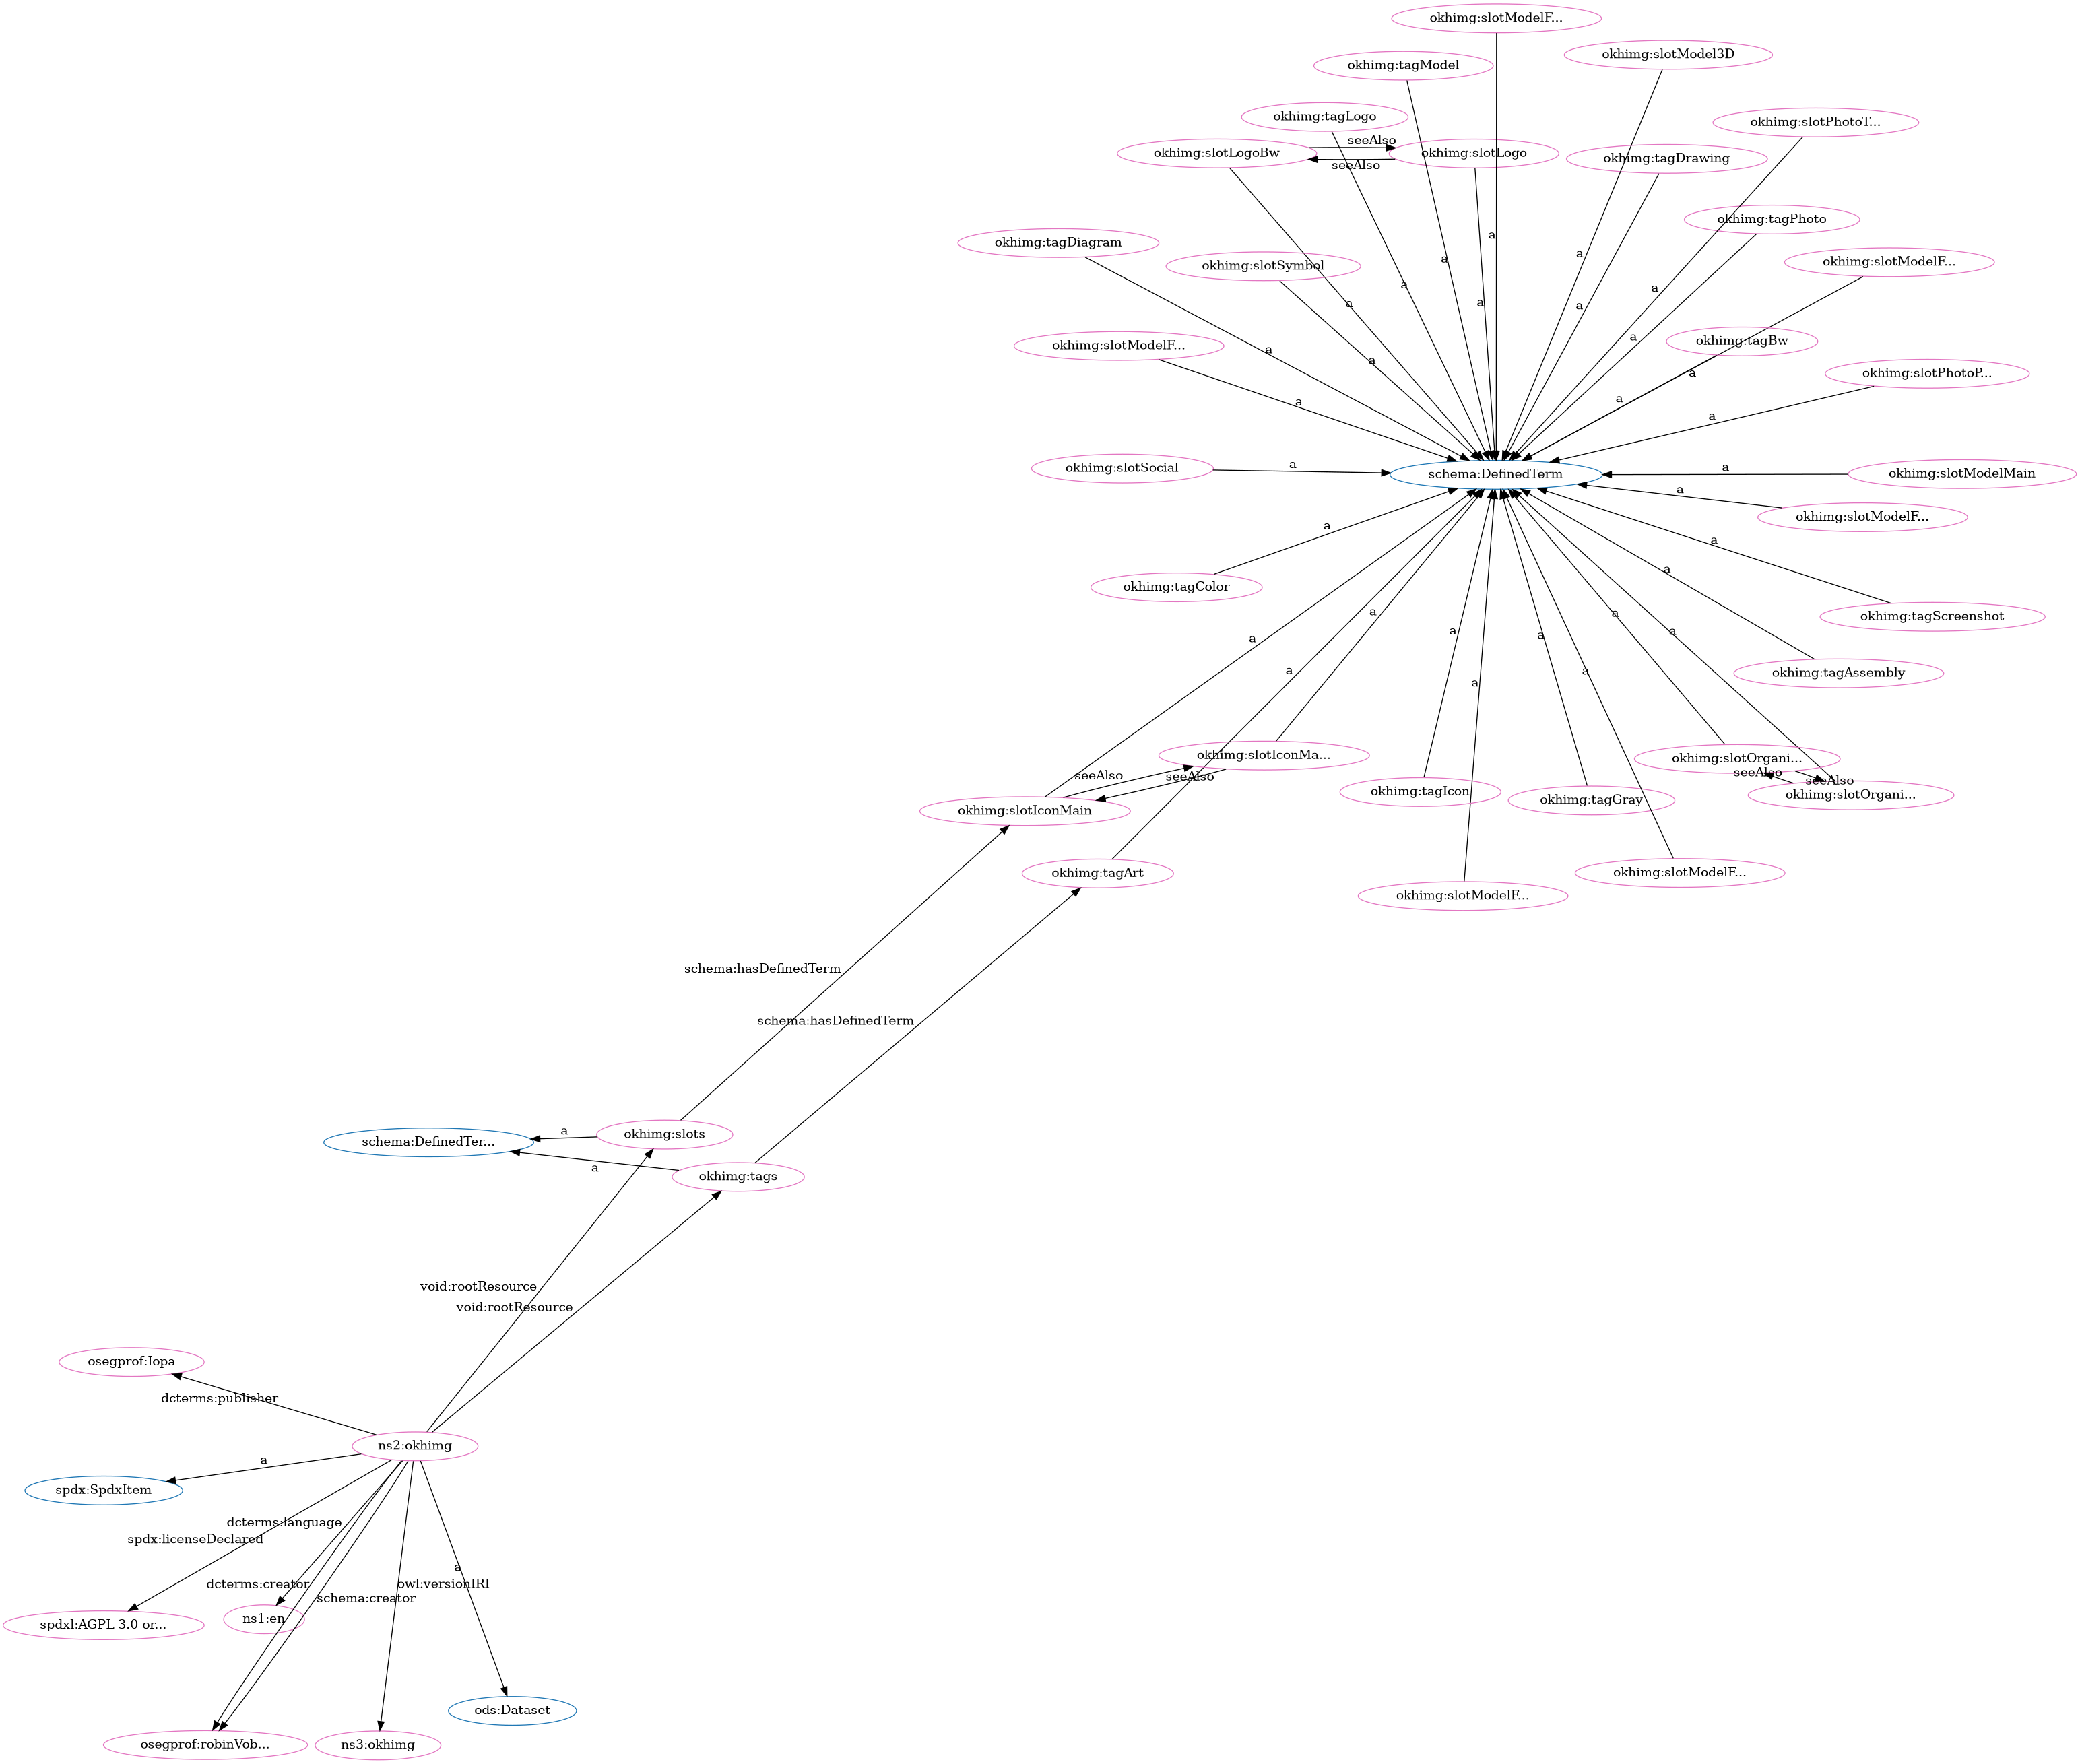 okhimg:slotModelF...
okhimg:slotModel3D
okhimg:tagModel
okhimg:tagLogo
okhimg:slotPhotoT...
seeAlso
okhimg:slotLogoBw
okhimg:slotLogo
okhimg:tagDrawing
seeAlso
okhimg:tagPhoto
a
okhimg:tagDiagram
a
a
okhimg:slotModelF...
okhimg:slotSymbol
a
a
a
a
a
a
a
okhimg:tagBw
okhimg:slotModelF...
a
a
a
okhimg:slotPhotoP...
a
a
a
okhimg:slotSocial
a
schema:DefinedTerm
a
okhimg:slotModelMain
a
okhimg:slotModelF...
a
a
a
okhimg:tagColor
a
a
okhimg:tagScreenshot
a
a
a
a
a
a
okhimg:tagAssembly
a
a
okhimg:slotIconMa...
okhimg:slotOrgani...
seeAlso
seeAlso
seeAlso
seeAlso
okhimg:tagIcon
okhimg:tagGray
okhimg:slotOrgani...
okhimg:slotIconMain
okhimg:tagArt
okhimg:slotModelF...
okhimg:slotModelF...
schema:hasDefinedTerm
schema:hasDefinedTerm
a
okhimg:slots
schema:DefinedTer...
a
okhimg:tags
void:rootResource
void:rootResource
osegprof:Iopa
dcterms:publisher
ns2:okhimg
a
spdx:SpdxItem
dcterms:language
spdx:licenseDeclared
a
dcterms:creator
owl:versionIRI
schema:creator
spdxl:AGPL-3.0-or...
ns1:en
ods:Dataset
osegprof:robinVob...
ns3:okhimg